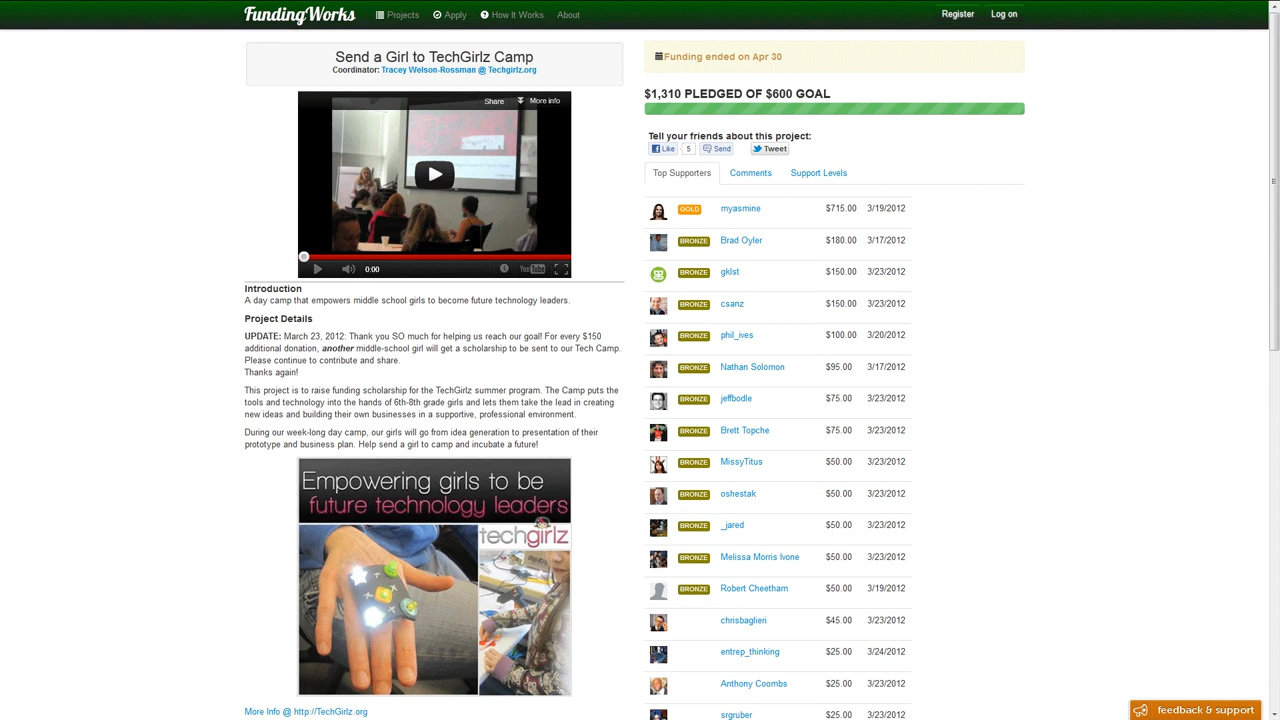 FundingWorks
Projects
Apply
How It Works
About
Register
Log on
Send a Girl to TechGirlz Camp
Coordinator: Tracey Welson-Rossman @ Techgirlz.org
Share
More info
0:00
YouTube
Introduction
A day camp that empowers middle school girls to become future technology leaders.
Project Details
UPDATE: March 23, 2012: Thank you SO much for helping us reach our goal! For every $150
additional donation, another middle-school girl will get a scholarship to be sent to our Tech Camp.
Please continue to contribute and share.
Thanks again!
This project is to raise funding scholarship for the TechGirlz summer program. The Camp puts the
tools and technology into the hands of 6th-8th grade girls and lets them take the lead in creating
new ideas and building their own businesses in a supportive, professional environment.
During our week-long day camp, our girls will go from idea generation to presentation of their
prototype and business plan. Help send a girl to camp and incubate a future!
Empowering girls to be
future technology leaders
techgirlz
More Info @ http://TechGirlz.org
Funding ended on Apr 30
$1,310 PLEDGED OF $600 GOAL
Tell your friends about this project:
Like
5
Send
Tweet
Top Supporters
Comments
Support Levels
GOLD myasmine $715.00 3/19/2012
BRONZE Brad Oyler $180.00 3/17/2012
BRONZE gklst $150.00 3/23/2012
BRONZE csanz $150.00 3/23/2012
BRONZE phil_ives $100.00 3/20/2012
BRONZE Nathan Solomon $95.00 3/17/2012
BRONZE jeffbodle $75.00 3/23/2012
BRONZE Brett Topche $75.00 3/23/2012
BRONZE MissyTitus $50.00 3/23/2012
BRONZE oshestak $50.00 3/23/2012
BRONZE _jared $50.00 3/23/2012
BRONZE Melissa Morris Ivone $50.00 3/23/2012
BRONZE Robert Cheetham $50.00 3/19/2012
chrisbaglieri $45.00 3/23/2012
entrep_thinking $25.00 3/24/2012
Anthony Coombs $25.00 3/23/2012
srgruber $25.00 3/23/2012
feedback & support